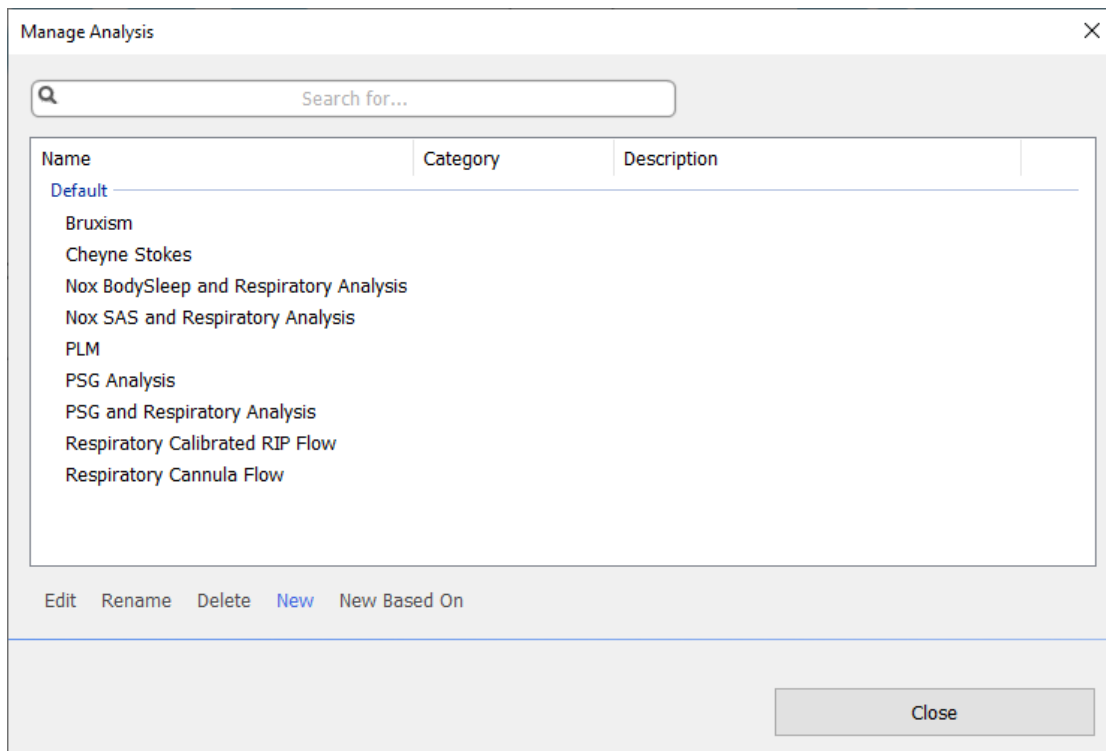 Manage Analysis
Search for...
Name Category Description
Default
Bruxism
Cheyne Stokes
Nox BodySleep and Respiratory Analysis
Nox SAS and Respiratory Analysis
PLM
PSG Analysis
PSG and Respiratory Analysis
Respiratory Calibrated RIP Flow
Respiratory Cannula Flow
Edit Rename Delete New New Based On
Close